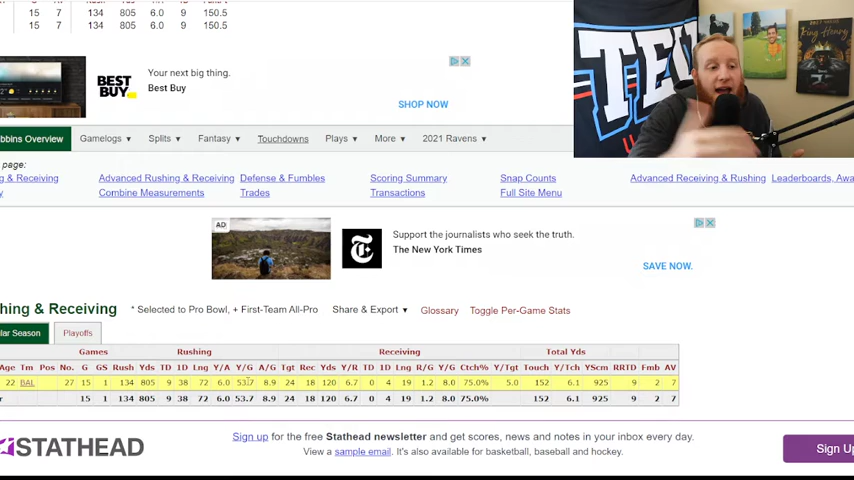 15 7 134 805 6.0 9 150.5
15 7 134 805 6.0 9 150.5
BEST
BUY
Your next big thing.
Best Buy
SHOP NOW
bbins Overview Gamelogs ▼ Splits ▼ Fantasy ▼ Touchdowns Plays ▼ More ▼ 2021 Ravens ▼
page:
g & Receiving Advanced Rushing & Receiving Defense & Fumbles Scoring Summary Snap Counts Advanced Receiving & Rushing Leaderboards, Awa
Combine Measurements Trades Transactions Full Site Menu
AD
Support the journalists who seek the truth.
The New York Times
SAVE NOW.
hing & Receiving * Selected to Pro Bowl, + First-Team All-Pro Share & Export ▼ Glossary Toggle Per-Game Stats
ular Season Playoffs
Games Rushing Receiving Total Yds
Age Tm Pos No. G GS Rush Yds TD 1D Lng Y/A Y/G A/G Tgt Rec Yds Y/R TD 1D Lng R/G Y/G Ctch% Y/Tgt Touch Y/Tch YScm RRTD Fmb AV
22 BAL 27 15 1 134 805 9 38 72 6.0 53.7 8.9 24 18 120 6.7 0 4 19 1.2 8.0 75.0% 5.0 152 6.1 925 9 2 7
r 15 1 134 805 9 38 72 6.0 53.7 8.9 24 18 120 6.7 0 4 19 1.2 8.0 75.0% 152 6.1 925 9 2 7
STATHEAD
Sign up for the free Stathead newsletter and get scores, news and notes in your inbox every day.
View a sample email. It's also available for basketball, baseball and hockey.
Sign Up
TEN
King Henry